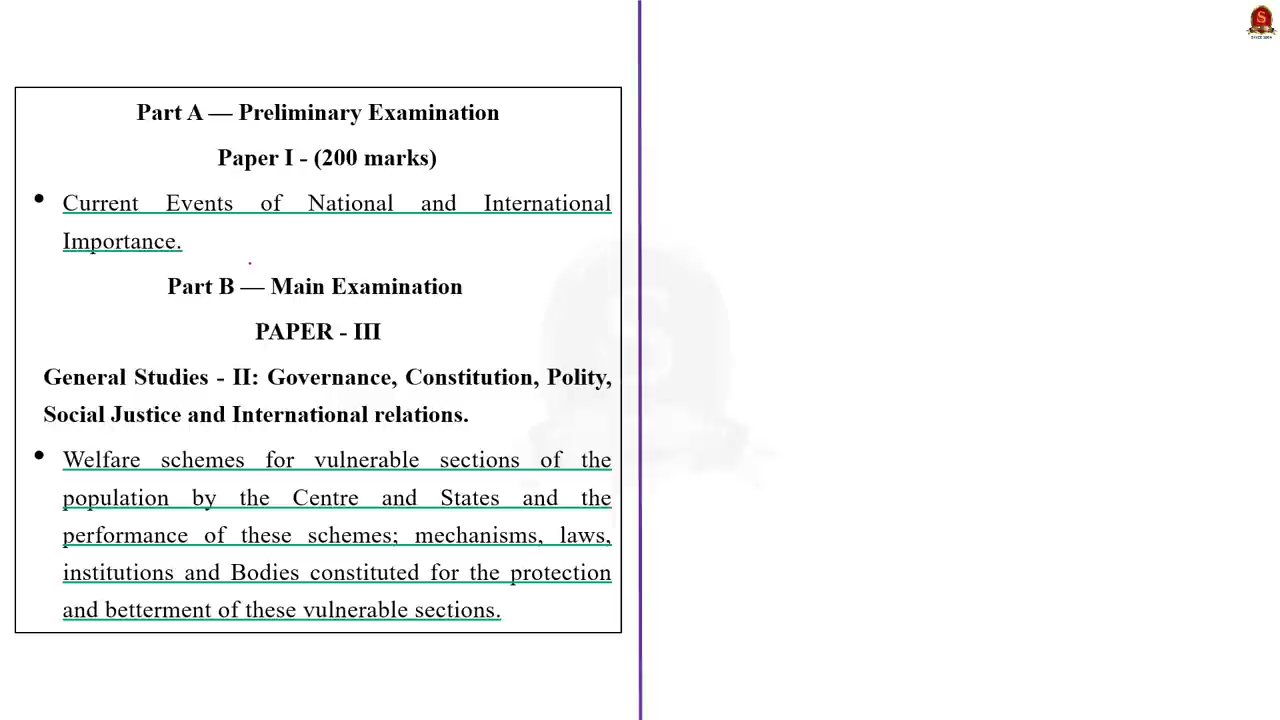 Part A — Preliminary Examination
Paper I - (200 marks)
• Current Events of National and International
Importance.
Part B — Main Examination
PAPER - III
General Studies - II: Governance, Constitution, Polity,
Social Justice and International relations.
• Welfare schemes for vulnerable sections of the
population by the Centre and States and the
performance of these schemes; mechanisms, laws,
institutions and Bodies constituted for the protection
and betterment of these vulnerable sections.
S